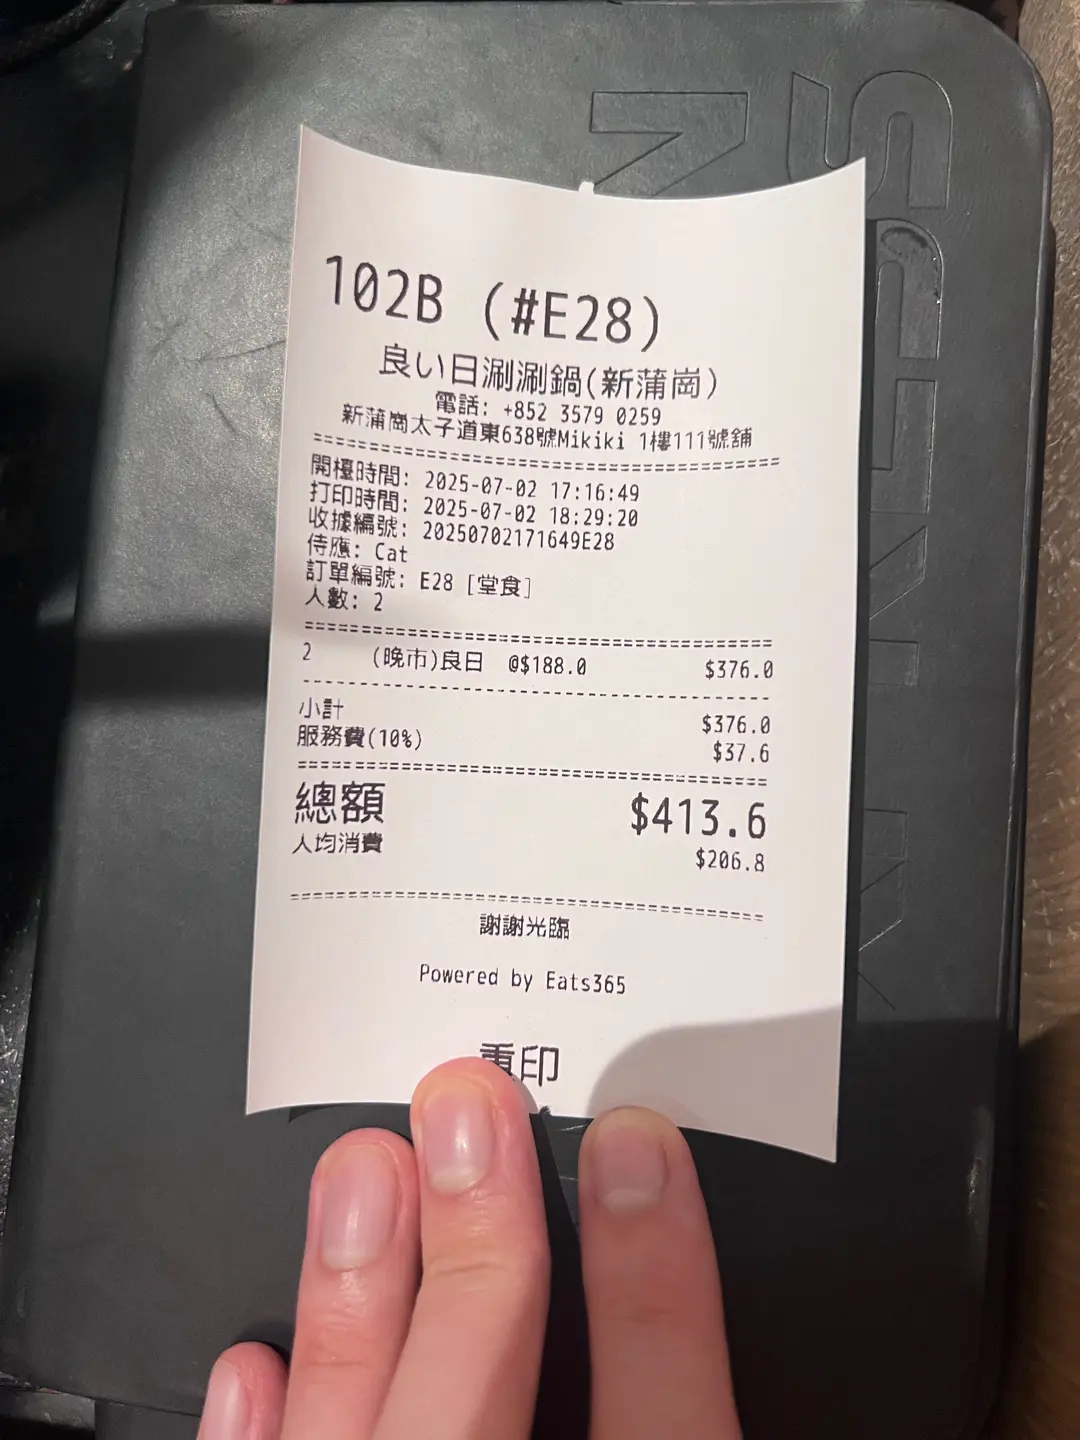 102B (#E28)
良い日涮涮鍋(新蒲崗)
電話: +852 3579 0259
新蒲崗太子道東638號Mikiki 1樓111號舖
開檯時間: 2025-07-02 17:16:49
打印時間: 2025-07-02 18:29:20
收據編號: 20250702171649E28
侍應: Cat
訂單編號: E28 [堂食]
人數: 2
2 (晚市)良日 @$188.0 $376.0
小計 $376.0
服務費(10%) $37.6
總額 $413.6
人均消費 $206.8
謝謝光臨
Powered by Eats365
重印